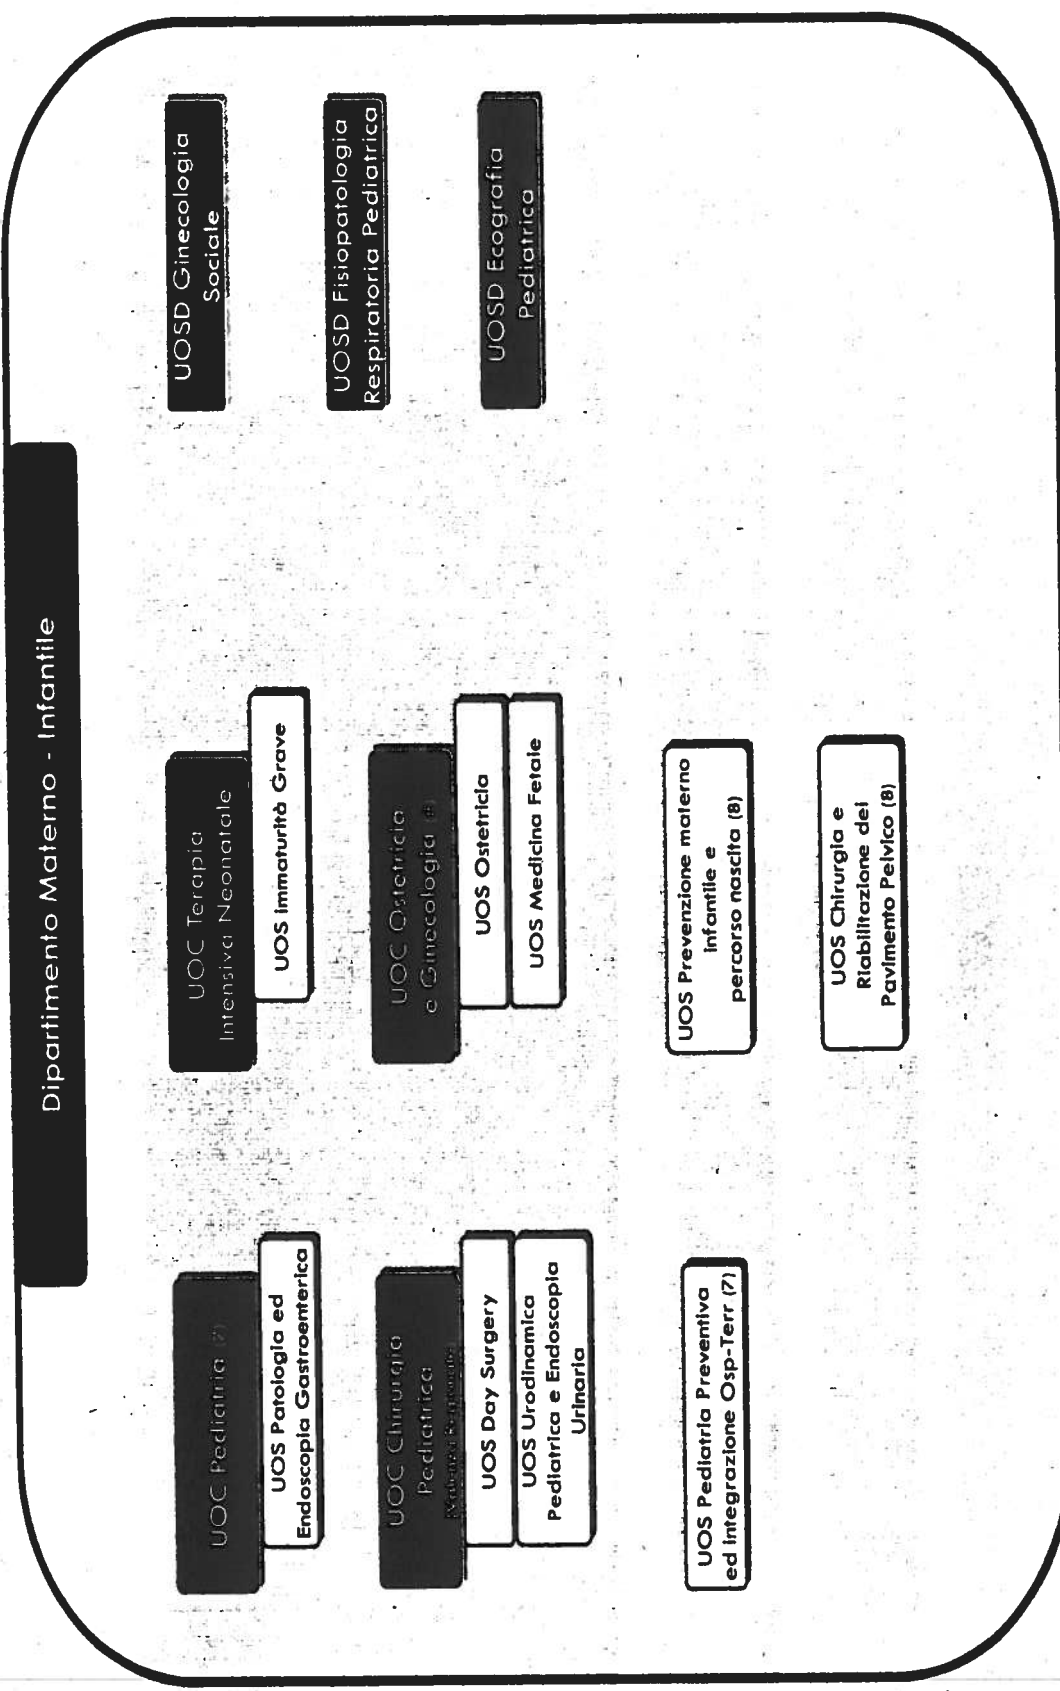 Dipartimento Materno - Infantile
UOC Pediatria (7)
UOS Patologia ed
Endoscopia Gastroenterica
UOC Chirurgia
Pediatrica
UOS Day Surgery
UOS Urodinamica
Pediatrica e Endoscopia
Urinaria
UOS Pediatria Preventiva
ed Integrazione Osp-Terr (7)
UOC Terapia
Intensiva Neonatale
UOS Immaturità Grave
UOC Ostetricia
e Ginecologia (8)
UOS Ostetricia
UOS Medicina Fetale
UOS Prevenzione materno
infantile e
percorso nascita (8)
UOS Chirurgia e
Riabilitazione del
Pavimento Pelvico (8)
UOSD Ginecologia
Sociale
UOSD Fisiopatologia
Respiratoria Pediatrica
UOSD Ecografia
Pediatrica